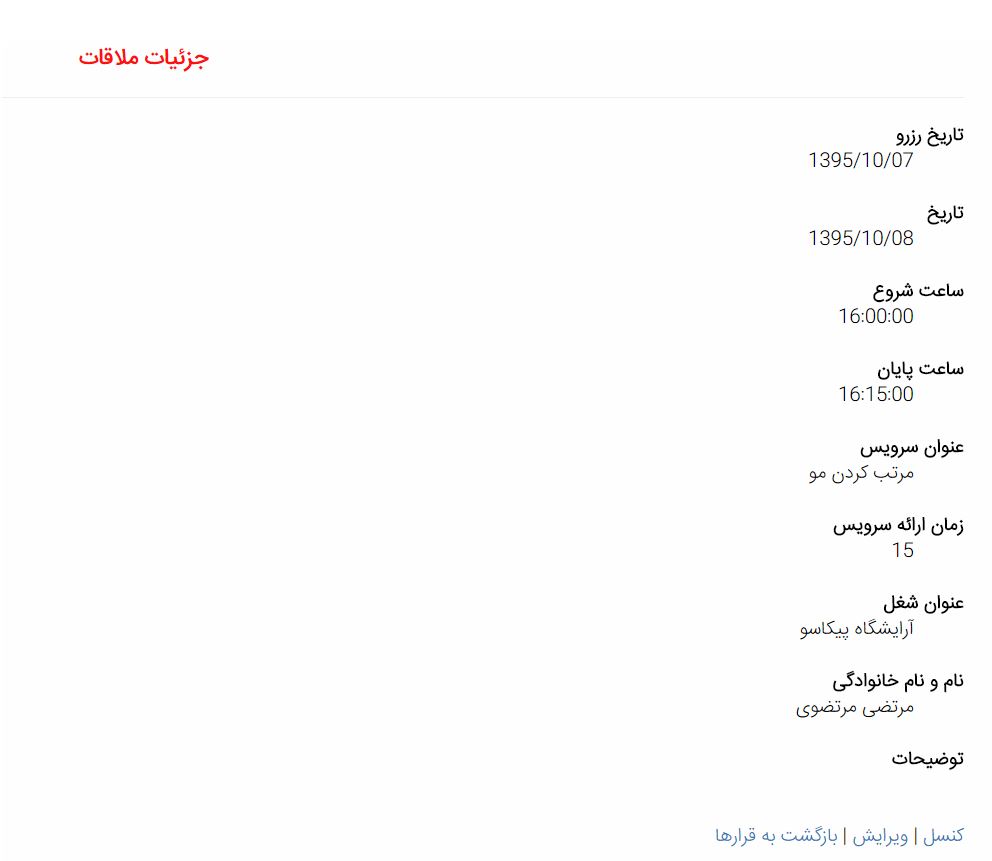 جزئیات ملاقات
تاریخ رزرو
1395/10/07
تاریخ
1395/10/08
ساعت شروع
16:00:00
ساعت پایان
16:15:00
عنوان سرویس
مرتب کردن مو
زمان ارائه سرویس
15
عنوان شغل
آرایشگاه پیکاسو
نام و نام خانوادگی
مرتضی مرتضوی
توضیحات
کنسل | ویرایش | بازگشت به قرارها